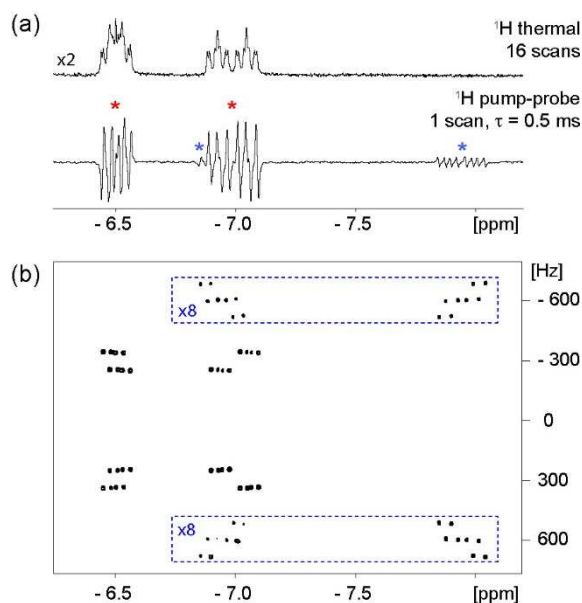 (a)
¹H thermal
16 scans
x2
*
*
¹H pump-probe
1 scan, τ = 0.5 ms
*
*
- 6.5
- 7.0
- 7.5
[ppm]
(b)
[Hz]
x8
- 600
- 300
0
300
x8
600
- 6.5
- 7.0
- 7.5
[ppm]